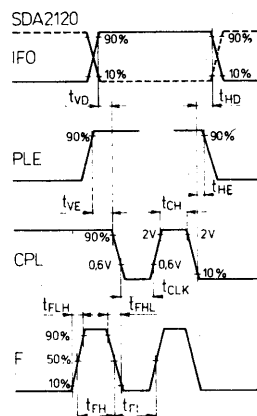 SDA2120
IFO
90%
90%
10%
10%
tVD
tHD
PLE
90%
90%
tVE
tHE
tCH
CPL
90%
2V
2V
0,6V
0,6V
10%
tCLK
tFLH
tFHL
F
90%
50%
10%
tFH
tFL